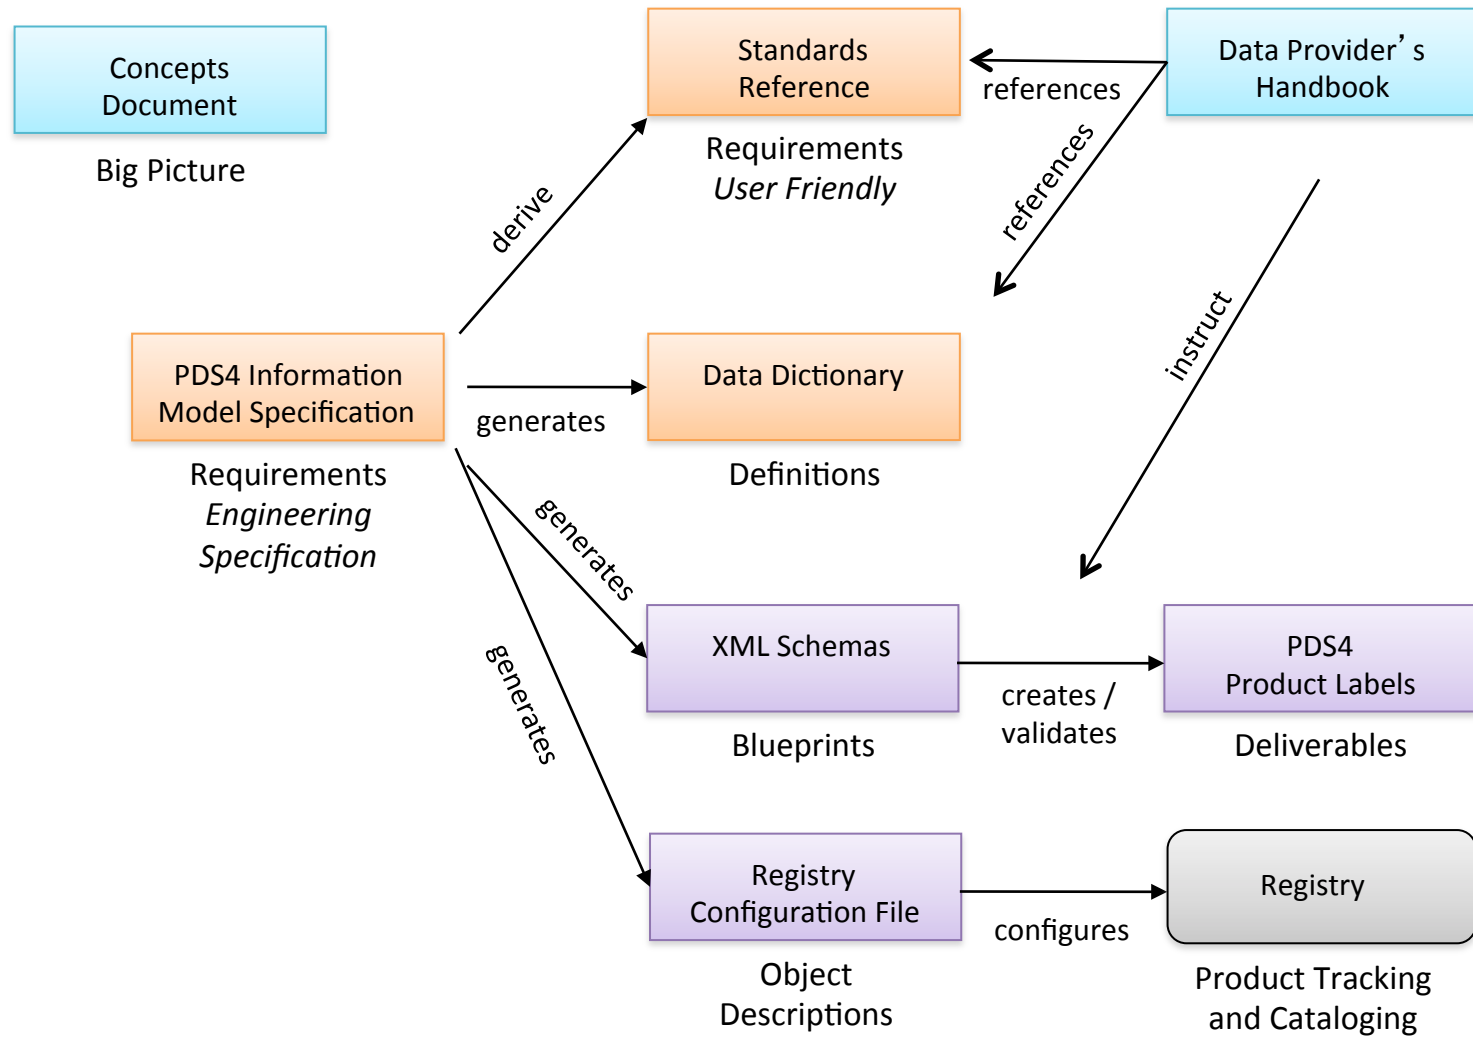 Concepts
Document
Big Picture
Standards
Reference
Requirements
User Friendly
references
Data Provider’s
Handbook
references
derive
instruct
PDS4 Information
Model Specification
Requirements
Engineering
Specification
generates
Data Dictionary
Definitions
generates
generates
XML Schemas
Blueprints
creates /
validates
PDS4
Product Labels
Deliverables
Registry
Configuration File
Object
Descriptions
configures
Registry
Product Tracking
and Cataloging